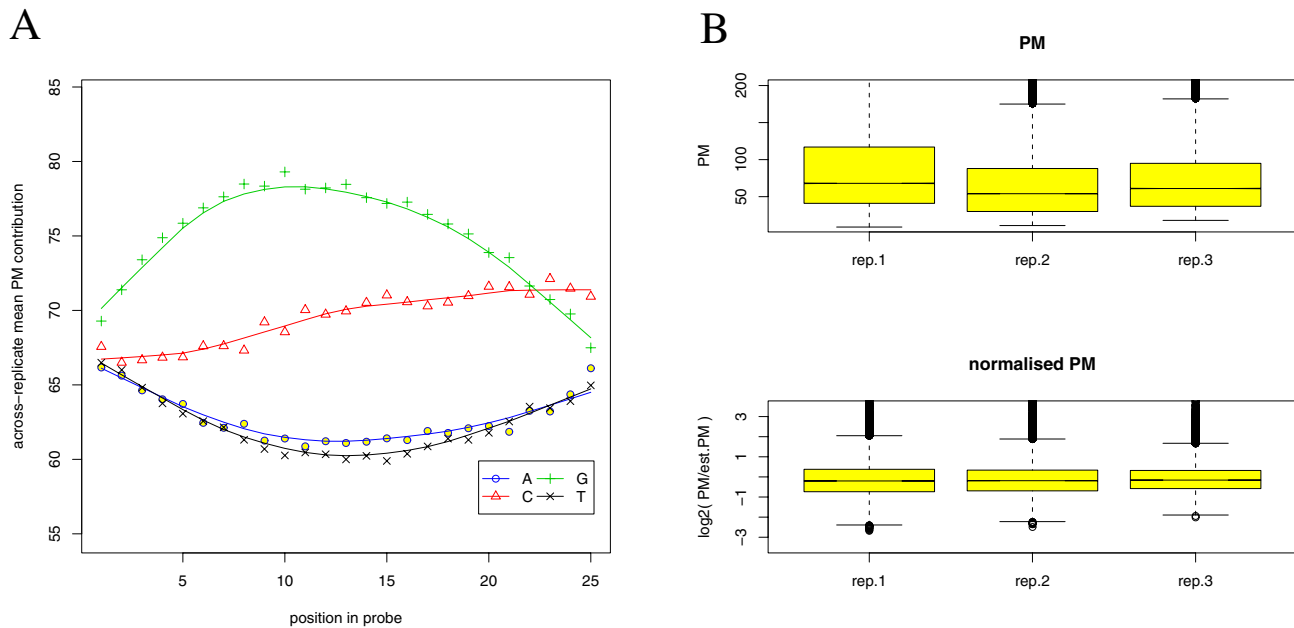 A
across−replicate mean PM contribution
85
80
75
70
65
60
55
A
G
C
T
5
10
15
20
25
position in probe
B
PM
PM
200
100
50
rep.1
rep.2
rep.3
normalised PM
log2( PM/est.PM )
3
1
−1
−3
rep.1
rep.2
rep.3